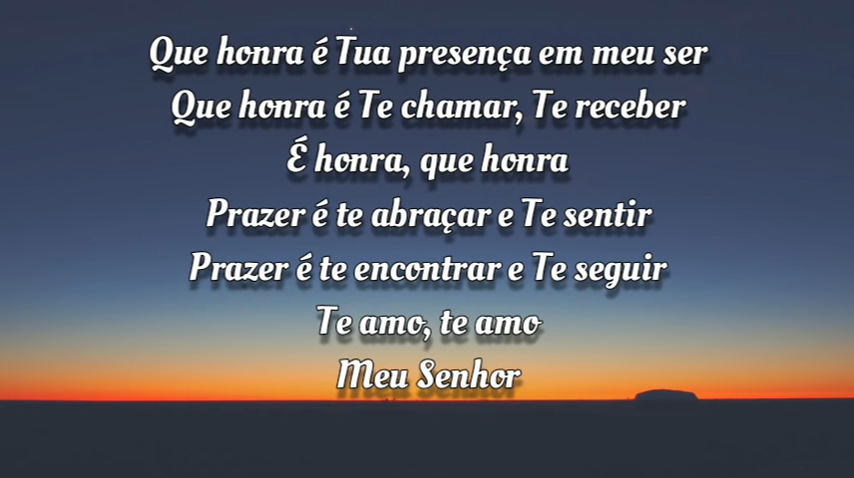 Que honra é Tua presença em meu ser
Que honra é Te chamar, Te receber
É honra, que honra
Prazer é te abraçar e Te sentir
Prazer é te encontrar e Te seguir
Te amo, te amo
Meu Senhor